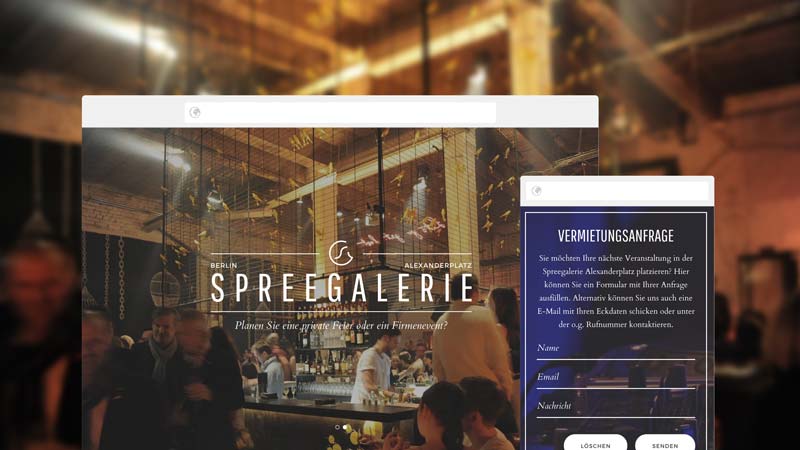 BERLIN
ALEXANDERPLATZ
SPREEGALERIE
Planen Sie eine private Feier oder ein Firmenevent?
VERMIETUNGSANFRAGE
Sie möchten Ihre nächste Veranstaltung in der
Spreegalerie Alexanderplatz platzieren? Hier
können Sie ein Formular mit Ihrer Anfrage
ausfüllen. Alternativ können Sie uns auch eine
E-Mail mit Ihren Eckdaten schicken oder unter
der o.g. Rufnummer kontaktieren.
Name
Email
Nachricht
LÖSCHEN
SENDEN